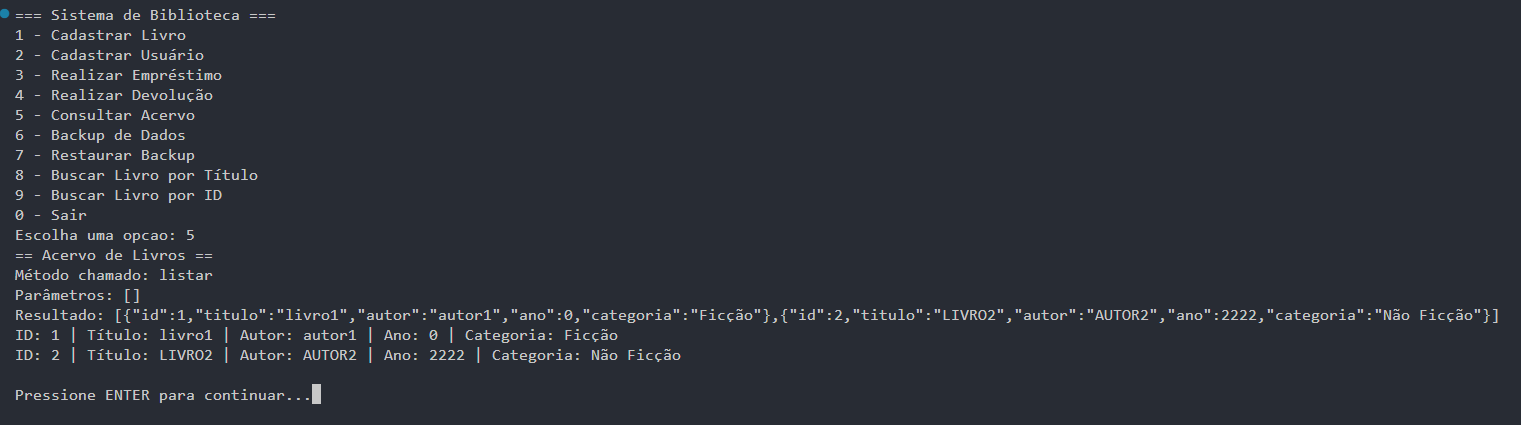 === Sistema de Biblioteca ===
1 - Cadastrar Livro
2 - Cadastrar Usuário
3 - Realizar Empréstimo
4 - Realizar Devolução
5 - Consultar Acervo
6 - Backup de Dados
7 - Restaurar Backup
8 - Buscar Livro por Título
9 - Buscar Livro por ID
0 - Sair
Escolha uma opcao: 5
== Acervo de Livros ==
Método chamado: listar
Parâmetros: []
Resultado: [{"id":1,"titulo":"livro1","autor":"autor1","ano":0,"categoria":"Ficção"},{"id":2,"titulo":"LIVRO2","autor":"AUTOR2","ano":2222,"categoria":"Não Ficção"}]
ID: 1 | Título: livro1 | Autor: autor1 | Ano: 0 | Categoria: Ficção
ID: 2 | Título: LIVRO2 | Autor: AUTOR2 | Ano: 2222 | Categoria: Não Ficção
Pressione ENTER para continuar...